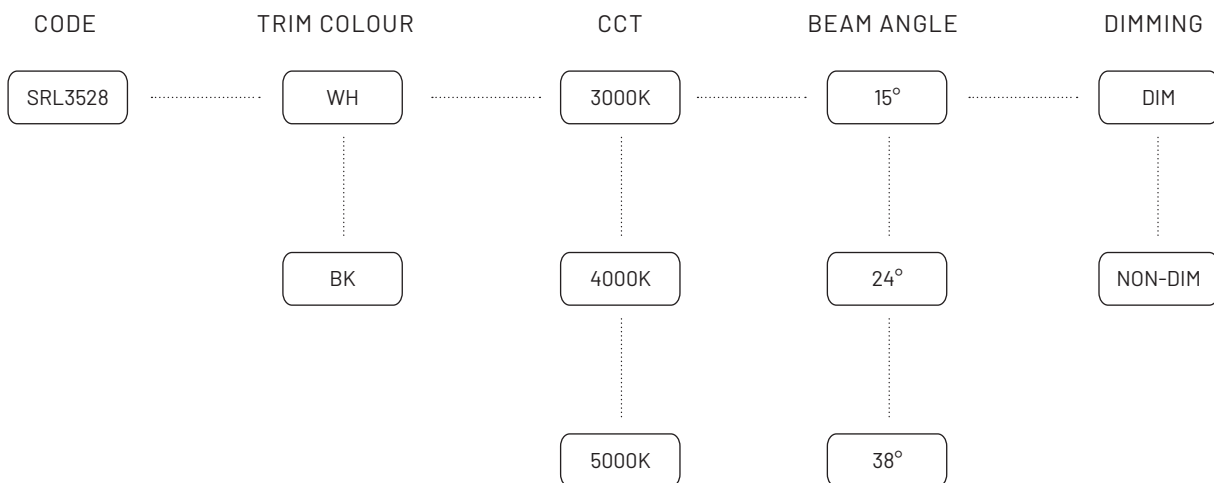 CODE TRIM COLOUR CCT BEAM ANGLE DIMMING
SRL3528 WH 3000K 15° DIM
BK 4000K 24° NON-DIM
5000K 38°